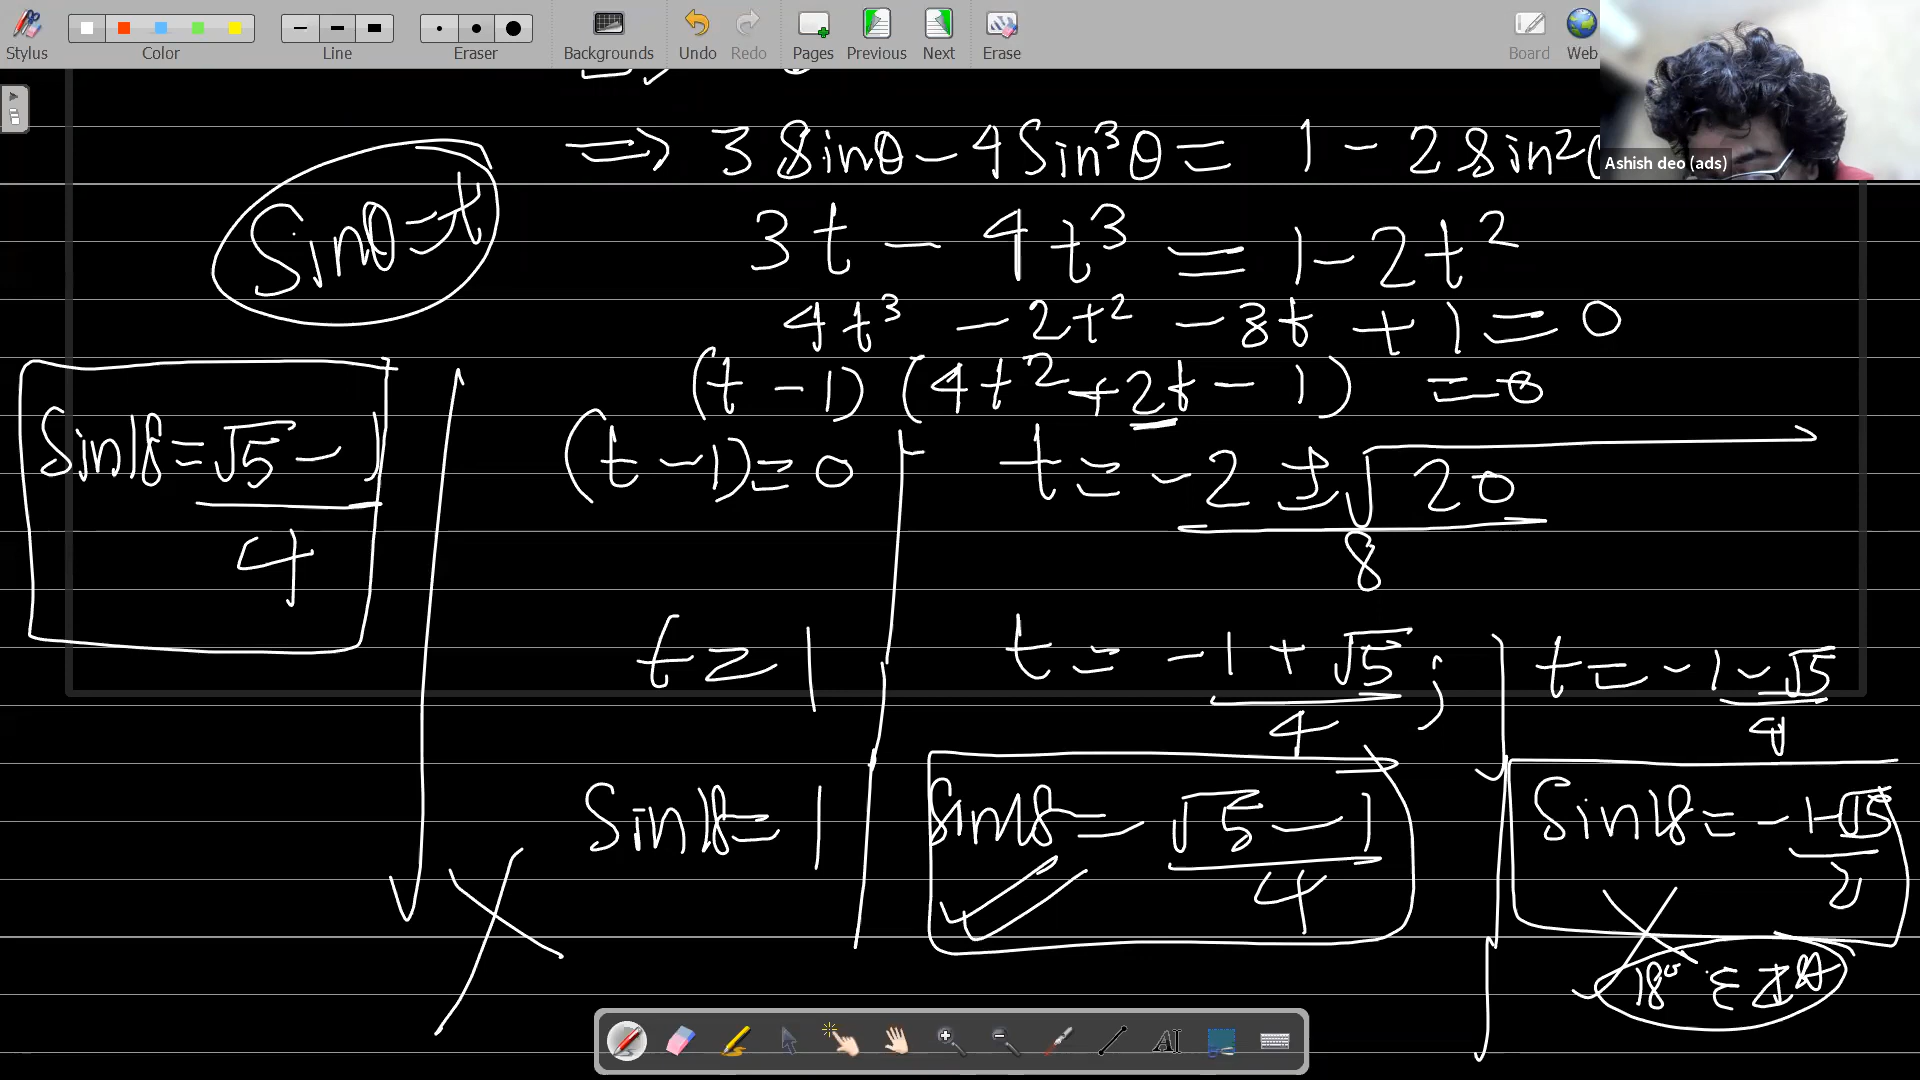 Stylus Color Line Eraser Backgrounds Undo Redo Pages Previous Next Erase Board Web
Ashish deo (ads)
⇒ 3 Sinθ − 4 Sin³θ = 1 − 2 Sin²
Sinθ = t
3t − 4t³ = 1 − 2t²
4t³ − 2t² − 3t + 1 = 0
(t − 1) (4t² + 2t − 1) = 0
Sin18 = √5 − 1 / 4
(t − 1) = 0
t = −2 ± √20 / 8
t = 1
t = −1 + √5 / 4 ;
t = −1 − √5 / 4
Sin18 = 1
Sin18 = √5 − 1 / 4
Sin18 = −1−√5 / 2
18° ∈ I